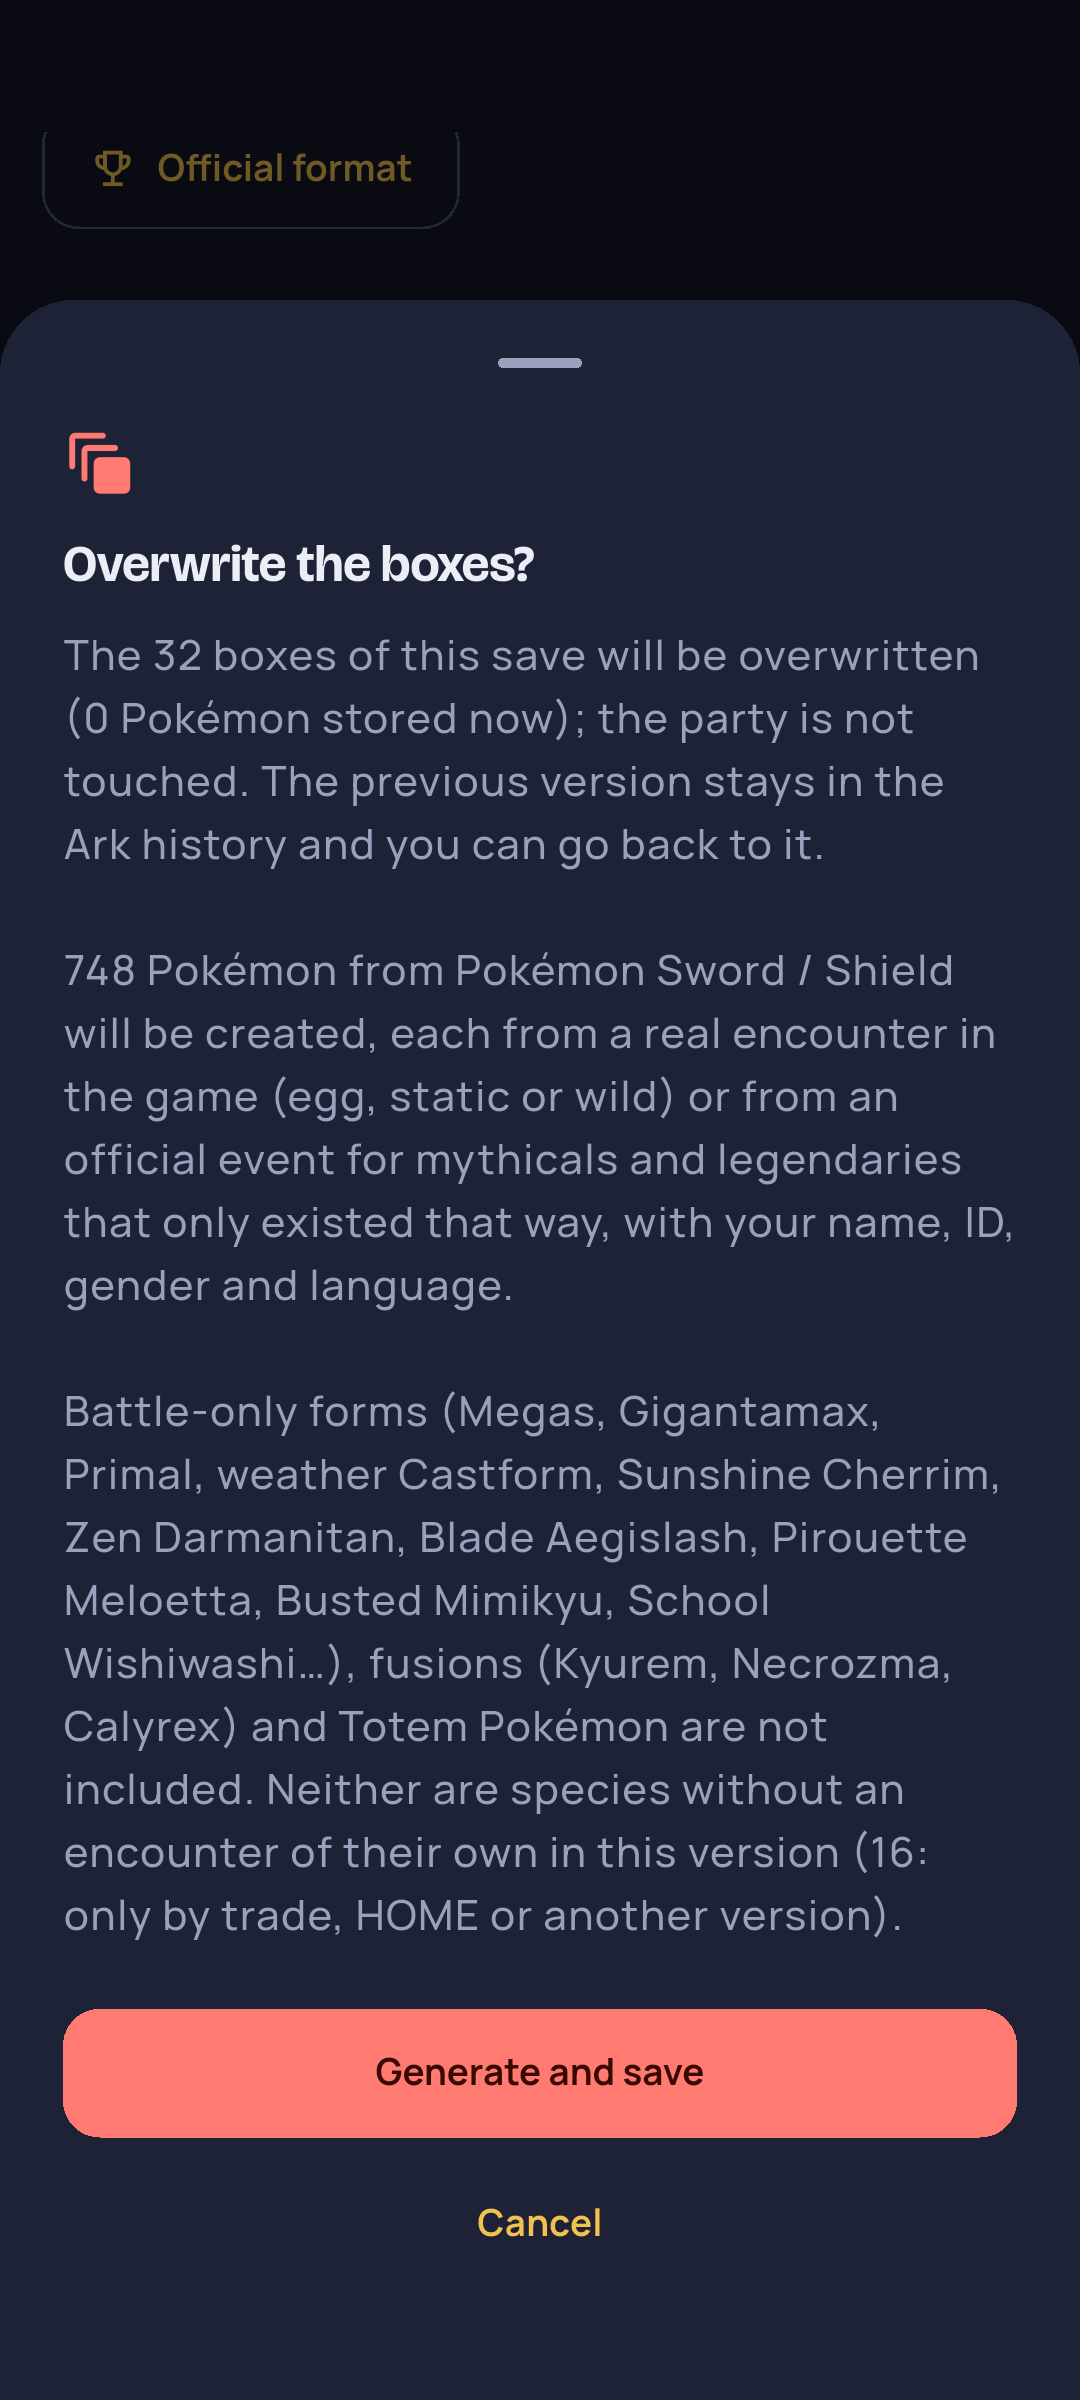 Official format
Overwrite the boxes?
The 32 boxes of this save will be overwritten
(0 Pokémon stored now); the party is not
touched. The previous version stays in the
Ark history and you can go back to it.
748 Pokémon from Pokémon Sword / Shield
will be created, each from a real encounter in
the game (egg, static or wild) or from an
official event for mythicals and legendaries
that only existed that way, with your name, ID,
gender and language.
Battle-only forms (Megas, Gigantamax,
Primal, weather Castform, Sunshine Cherrim,
Zen Darmanitan, Blade Aegislash, Pirouette
Meloetta, Busted Mimikyu, School
Wishiwashi…), fusions (Kyurem, Necrozma,
Calyrex) and Totem Pokémon are not
included. Neither are species without an
encounter of their own in this version (16:
only by trade, HOME or another version).
Generate and save
Cancel